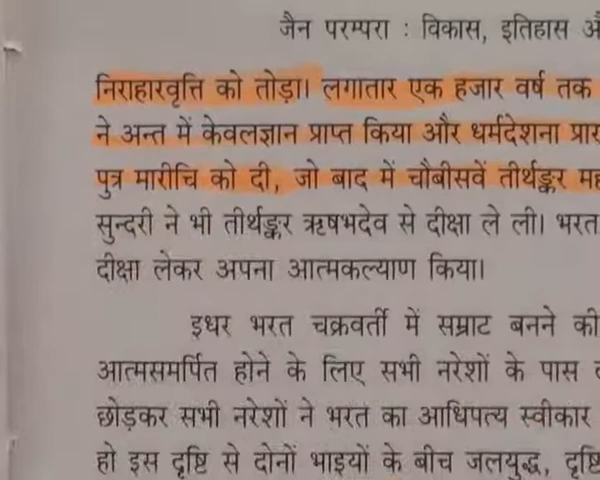 जैन परम्परा : विकास, इतिहास
निराहारवृत्ति को तोड़ा। लगातार एक हजार वर्ष तक
ने अन्त में केवलज्ञान प्राप्त किया और धर्मदेशना
पुत्र मारीचि को दी, जो बाद में चौबीसवें तीर्थङ्कर
सुन्दरी ने भी तीर्थङ्कर ऋषभदेव से दीक्षा ले ली। भरत
दीक्षा लेकर अपना आत्मकल्याण किया।
इधर भरत चक्रवर्ती में सम्राट बनने की
आत्मसमर्पित होने के लिए सभी नरेशों के पास
छोड़कर सभी नरेशों ने भरत का आधिपत्य स्वीकार
हो इस दृष्टि से दोनों भाइयों के बीच जलयुद्ध,